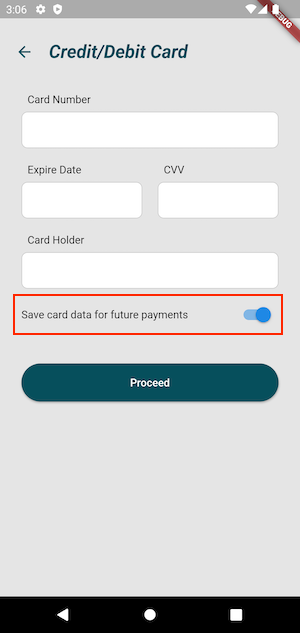 3:06
DEBUG
Credit/Debit Card
Card Number
Expire Date
CVV
Card Holder
Save card data for future payments
Proceed